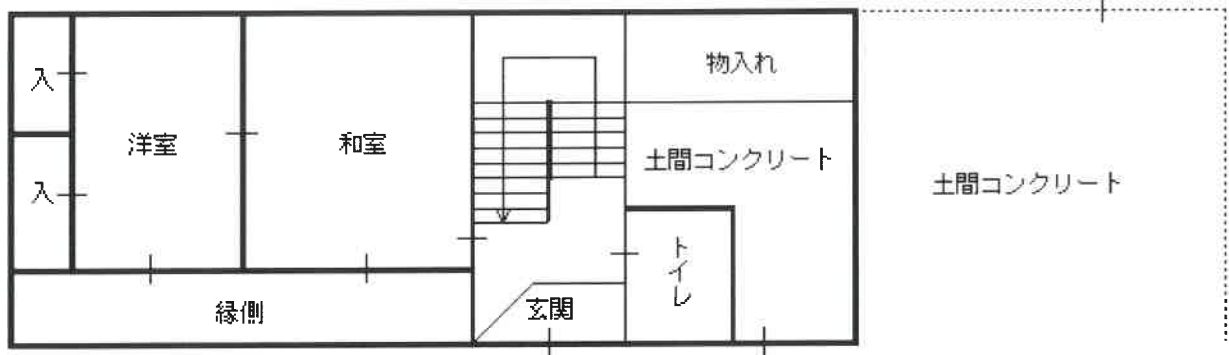 物入れ
入
洋室
和室
土間コンクリート
土間コンクリート
入
トイレ
縁側
玄関